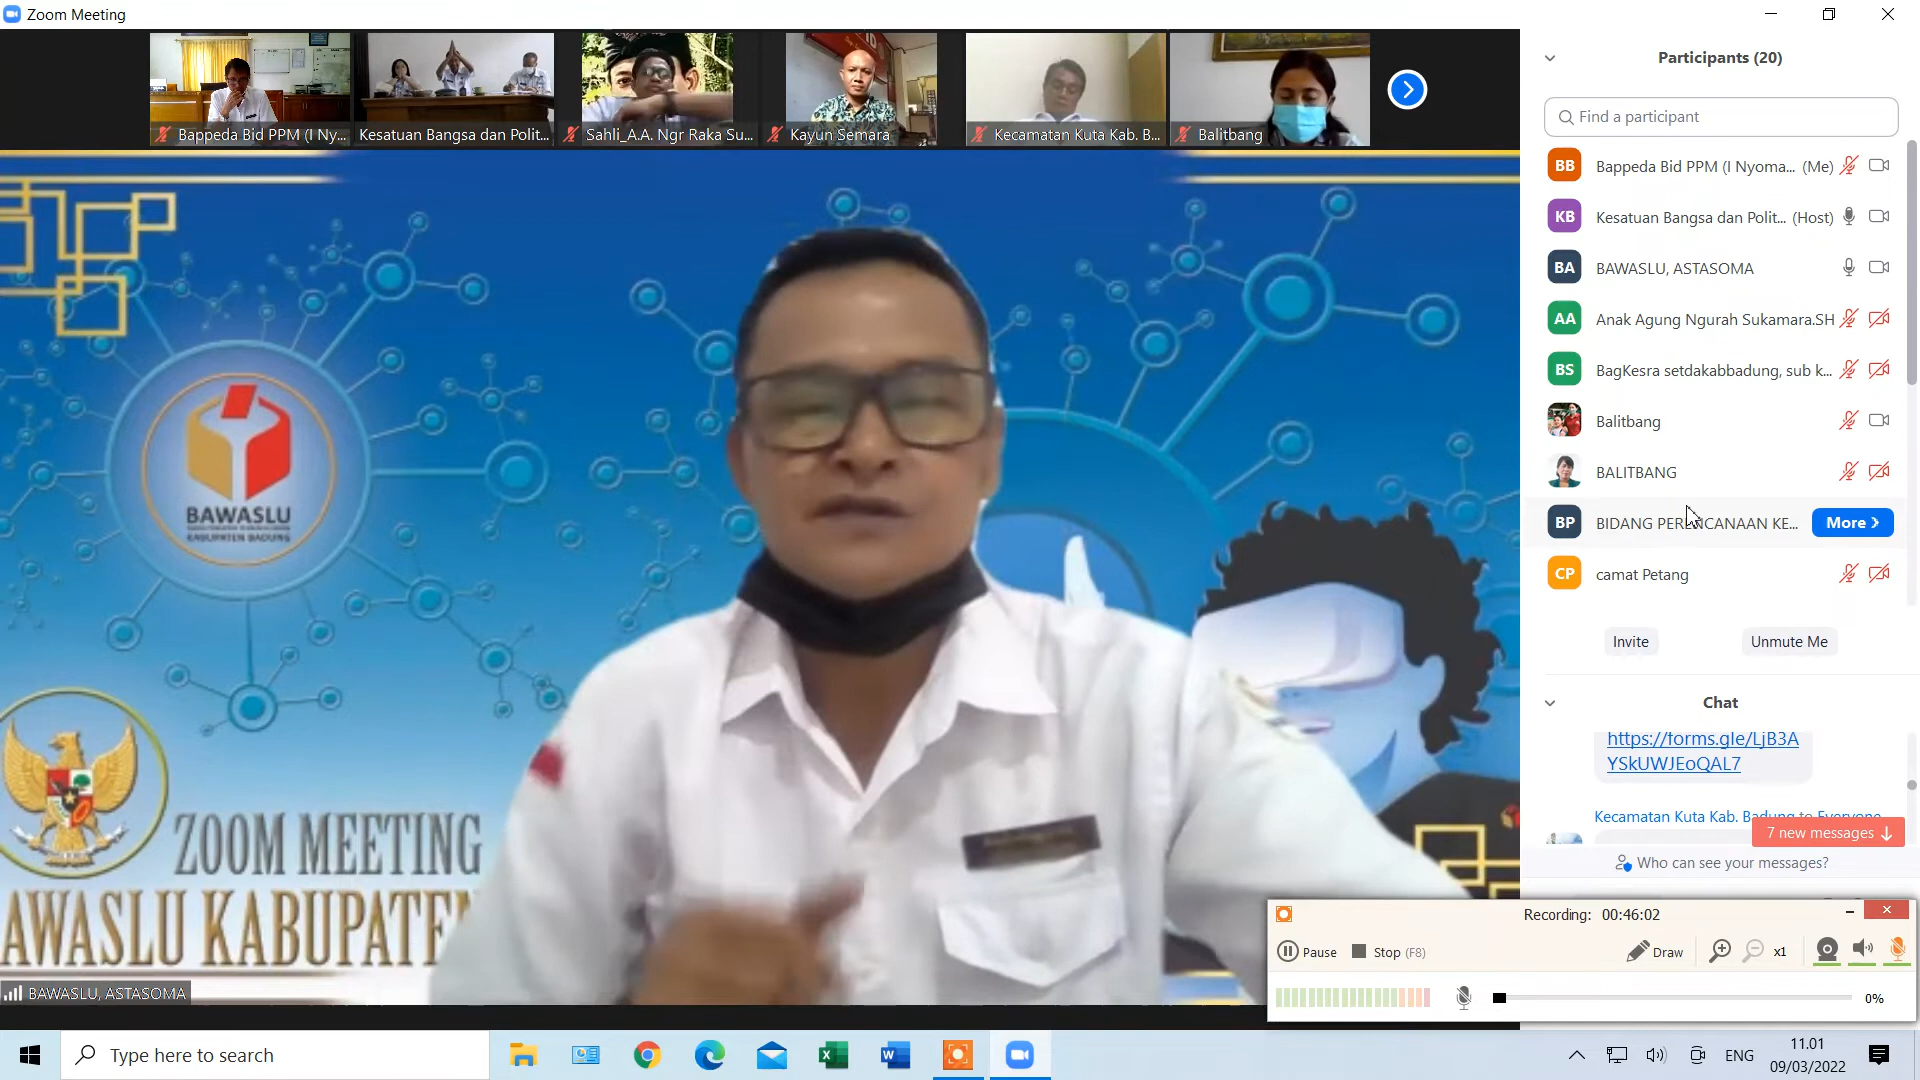 Zoom Meeting
Bappeda Bid PPM (I Ny...
Kesatuan Bangsa dan Polit...
Sahli_A.A. Ngr Raka Su...
Kayun Semara
Kecamatan Kuta Kab. B...
Balitbang
BAWASLU
KABUPATEN BADUNG
ZOOM MEETING
AWASLU KABUPATEN
BAWASLU, ASTASOMA
Participants (20)
Find a participant
BB Bappeda Bid PPM (I Nyoma... (Me)
KB Kesatuan Bangsa dan Polit... (Host)
BA BAWASLU, ASTASOMA
AA Anak Agung Ngurah Sukamara.SH
BS BagKesra setdakabbadung, sub k...
Balitbang
BALITBANG
BP BIDANG PERENCANAAN KE... More
CP camat Petang
Invite Unmute Me
Chat
https://forms.gle/LjB3A
YSkUWJEoQAL7
Kecamatan Kuta Kab. Badung to Everyone
7 new messages
Who can see your messages?
Recording: 00:46:02
Pause Stop (F8) Draw x1
0%
Type here to search
ENG
11.01
09/03/2022